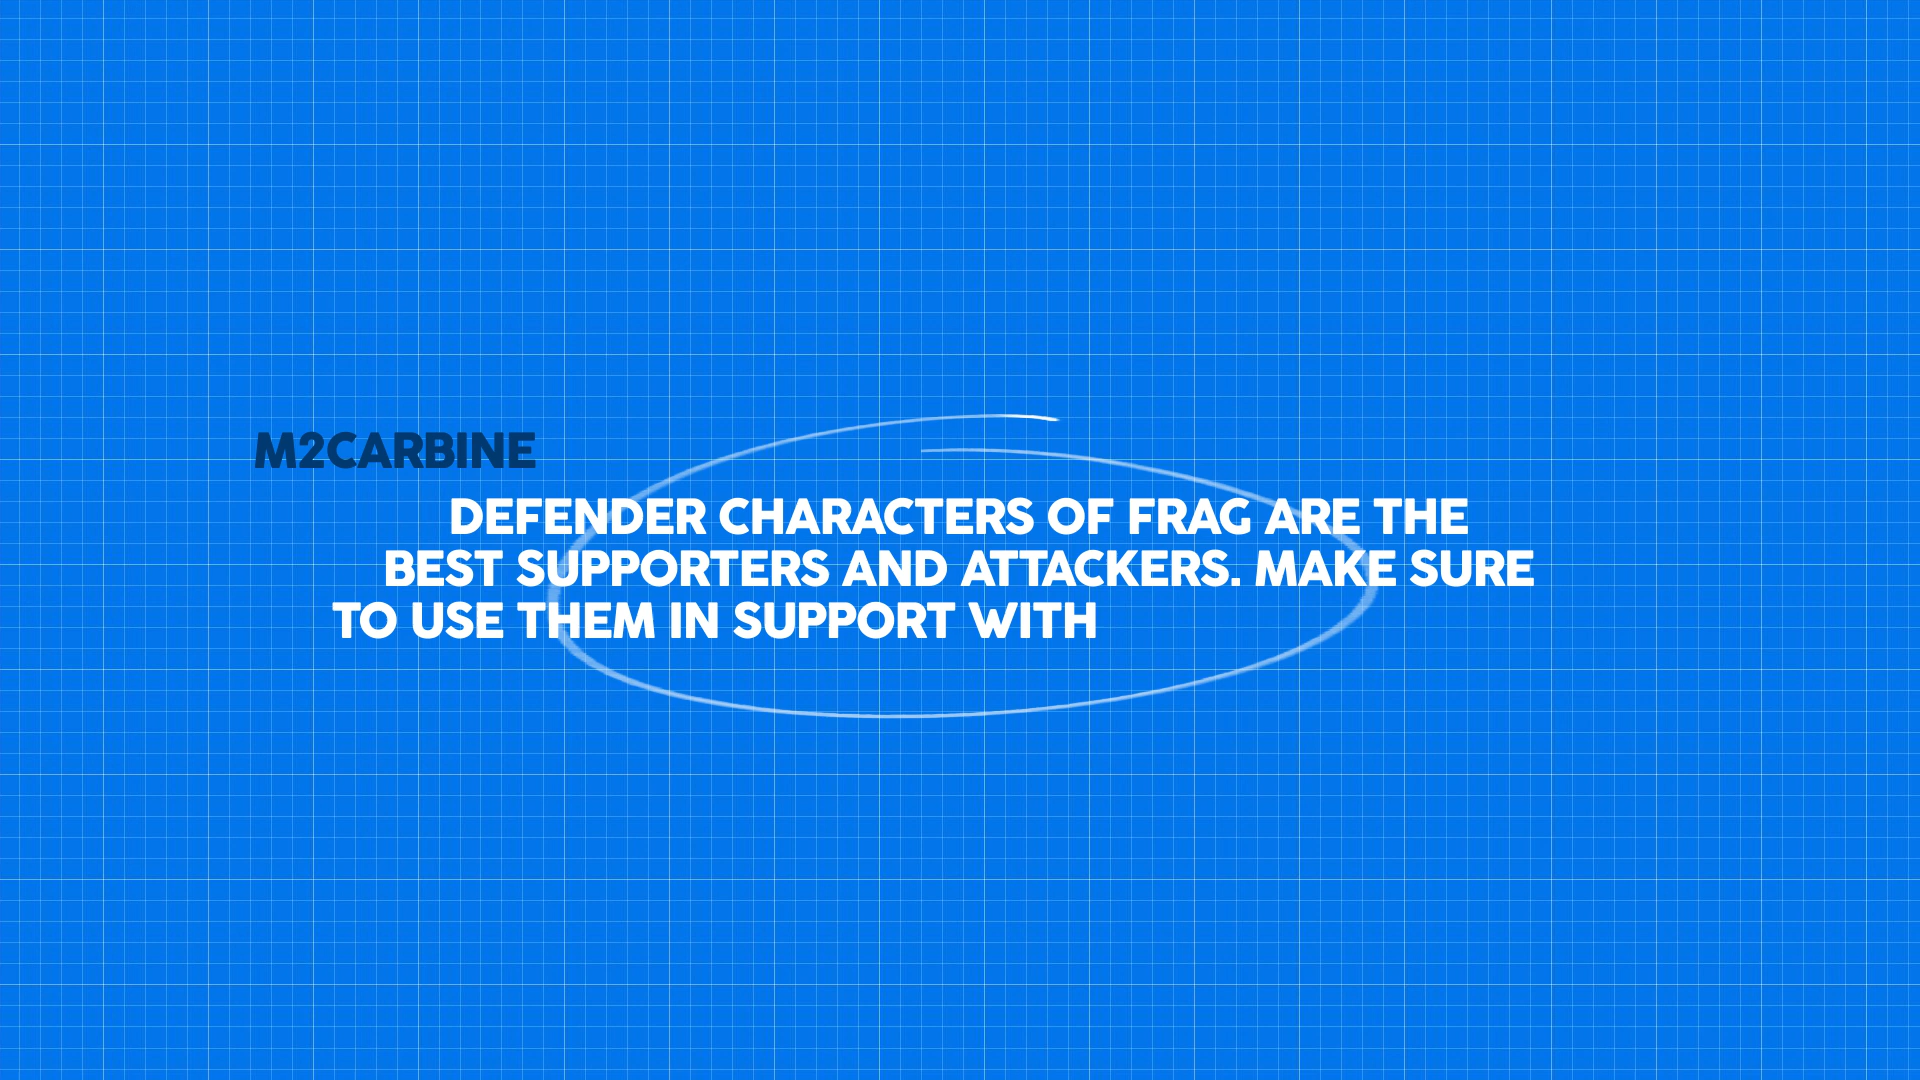 M2CARBINE
DEFENDER CHARACTERS OF FRAG ARE THE
BEST SUPPORTERS AND ATTACKERS. MAKE SURE
TO USE THEM IN SUPPORT WITH